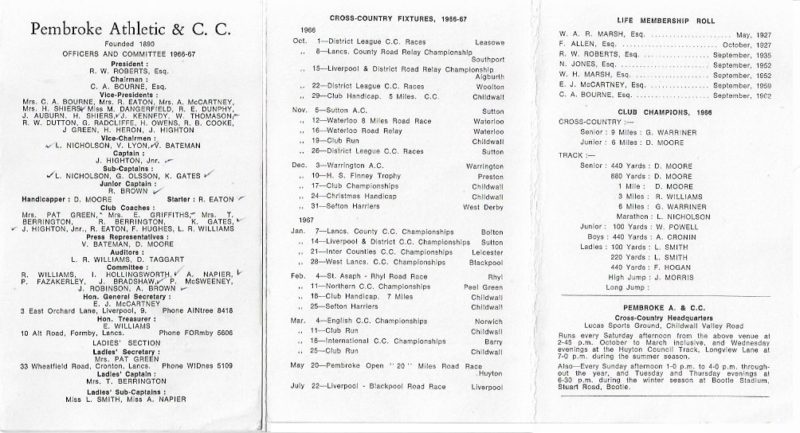 Pembroke Athletic & C. C.
Founded 1890
OFFICERS AND COMMITTEE 1966-67
President :
R. W. ROBERTS, Esq.
Chairman :
C. A. BOURNE, Esq.
Vice-Presidents :
Mrs. C. A. BOURNE, Mrs. R. EATON, Mrs. A. McCARTNEY,
Mrs. H. SHIERS, Miss M. DANGERFIELD, R. E. DUNPHY,
J. AUBURN, H. SHIERS, J. KENNEDY, W. THOMASON,
R. W. DUTTON, G. RADCLIFFE, H. OWENS, R. B. COOKE,
J GREEN, H. HERON, J. HIGHTON
Vice-Chairmen :
L. NICHOLSON, V. LYON, V. BATEMAN
Captain :
J. HIGHTON, Jnr.
Sub-Captains :
L. NICHOLSON, G. OLSSON, K. GATES
Junior Captain :
R. BROWN
Handicapper : D. MOORE Starter : R. EATON
Club Coaches :
Mrs. PAT GREEN, Mrs. E. GRIFFITHS, Mrs. T.
BERRINGTON, R. BERRINGTON, K. GATES,
J. HIGHTON, Jnr., R. EATON, F. HUGHES, L. R. WILLIAMS
Press Representatives :
V. BATEMAN, D. MOORE
Auditors :
L. R. WILLIAMS, D. TAGGART
Committee :
R. WILLIAMS, I. HOLLINGSWORTH, A. NAPIER,
P. FAZAKERLEY, J. BRADSHAW, P. McSWEENEY,
J. ROBINSON, A. BROWN
Hon. General Secretary :
E. J. McCARTNEY
3 East Orchard Lane, Liverpool, 9. Phone AINtree 8418
Hon. Treasurer :
E. WILLIAMS
10 Alt Road, Formby, Lancs. Phone FORmby 5606
LADIES' SECTION
Ladies' Secretary :
Mrs. PAT GREEN
33 Wheatfield Road, Cronton, Lancs. Phone WIDnes 5109
Ladies' Captain :
Mrs. T. BERRINGTON
Ladies' Sub-Captains :
Miss L. SMITH, Miss A. NAPIER
CROSS-COUNTRY FIXTURES, 1966-67
1966
Oct. 1—District League C.C. Races Leasowe
,, 8—Lancs. County Road Relay Championship
Southport
,, 15—Liverpool & District Road Relay Championship
Aigburth
,, 22—District League C.C. Races Woolton
,, 29—Club Handicap. 5 Miles. C.C. Childwall
Nov. 5—Sutton A.C. Sutton
,, 12—Waterloo 8 Mile Road Race Waterloo
,, 16—Waterloo Road Relay Waterloo
,, 19—Club Run Childwall
,, 26—District League C.C. Races Sutton
Dec. 3—Warrington A.C. Warrington
,, 10—H. S. Finney Trophy Preston
,, 17—Club Championships Childwall
,, 24—Christmas Handicap Childwall
,, 31—Sefton Harriers West Derby
1967
Jan. 7—Lancs. County C.C. Championships Bolton
,, 14—Liverpool & District C.C. Championships Sutton
,, 21—Inter Counties C.C. Championships Leicester
,, 28—West Lancs. C.C. Championships Blackpool
Feb. 4—St. Asaph - Rhyl Road Race Rhyl
,, 11—Northern C.C. Championships Peel Green
,, 18—Club Handicap. 7 Miles Childwall
,, 25—Sefton Harriers Childwall
Mar. 4—English C.C. Championships Norwich
,, 11—Club Run Childwall
,, 18—International C.C. Championships Barry
,, 25—Club Run Childwall
May 20—Pembroke Open "20" Miles Road Race
Huyton
July 22—Liverpool - Blackpool Road Race Liverpool
LIFE MEMBERSHIP ROLL
W. A. R. MARSH, Esq. May, 1927
F. ALLEN, Esq. October, 1927
R. W. ROBERTS, Esq. September, 1935
N. JONES, Esq. September, 1952
W. H. MARSH, Esq. September, 1952
E. J. McCARTNEY, Esq. September, 1959
C. A. BOURNE, Esq. September, 1962
CLUB CHAMPIONS, 1966
CROSS-COUNTRY :—
Senior : 9 Miles : G. WARRINER
Junior : 6 Miles : D. MOORE
TRACK :—
Senior : 440 Yards : D. MOORE
880 Yards : D. MOORE
1 Mile : D. MOORE
3 Miles : R. WILLIAMS
6 Miles : G. WARRINER
Marathon : L. NICHOLSON
Junior : 100 Yards : W. POWELL
Boys : 440 Yards : A. CRONIN
Ladies : 100 Yards : L. SMITH
220 Yards : L. SMITH
440 Yards : F. HOGAN
High Jump : J. MORRIS
Long Jump :
PEMBROKE A. & C.C.
Cross-Country Headquarters
Lucas Sports Ground, Childwall Valley Road
Runs every Saturday afternoon from the above venue at
2-45 p.m. October to March inclusive, and Wednesday
evenings at the Huyton Council Track, Longview Lane at
7-0 p.m. during the summer season.
Also—Every Sunday afternoon 1-0 p.m. to 4-0 p.m. through-
out the year, and Tuesday and Thursday evenings at
6-30 p.m. during the winter season at Bootle Stadium,
Stuart Road, Bootle.